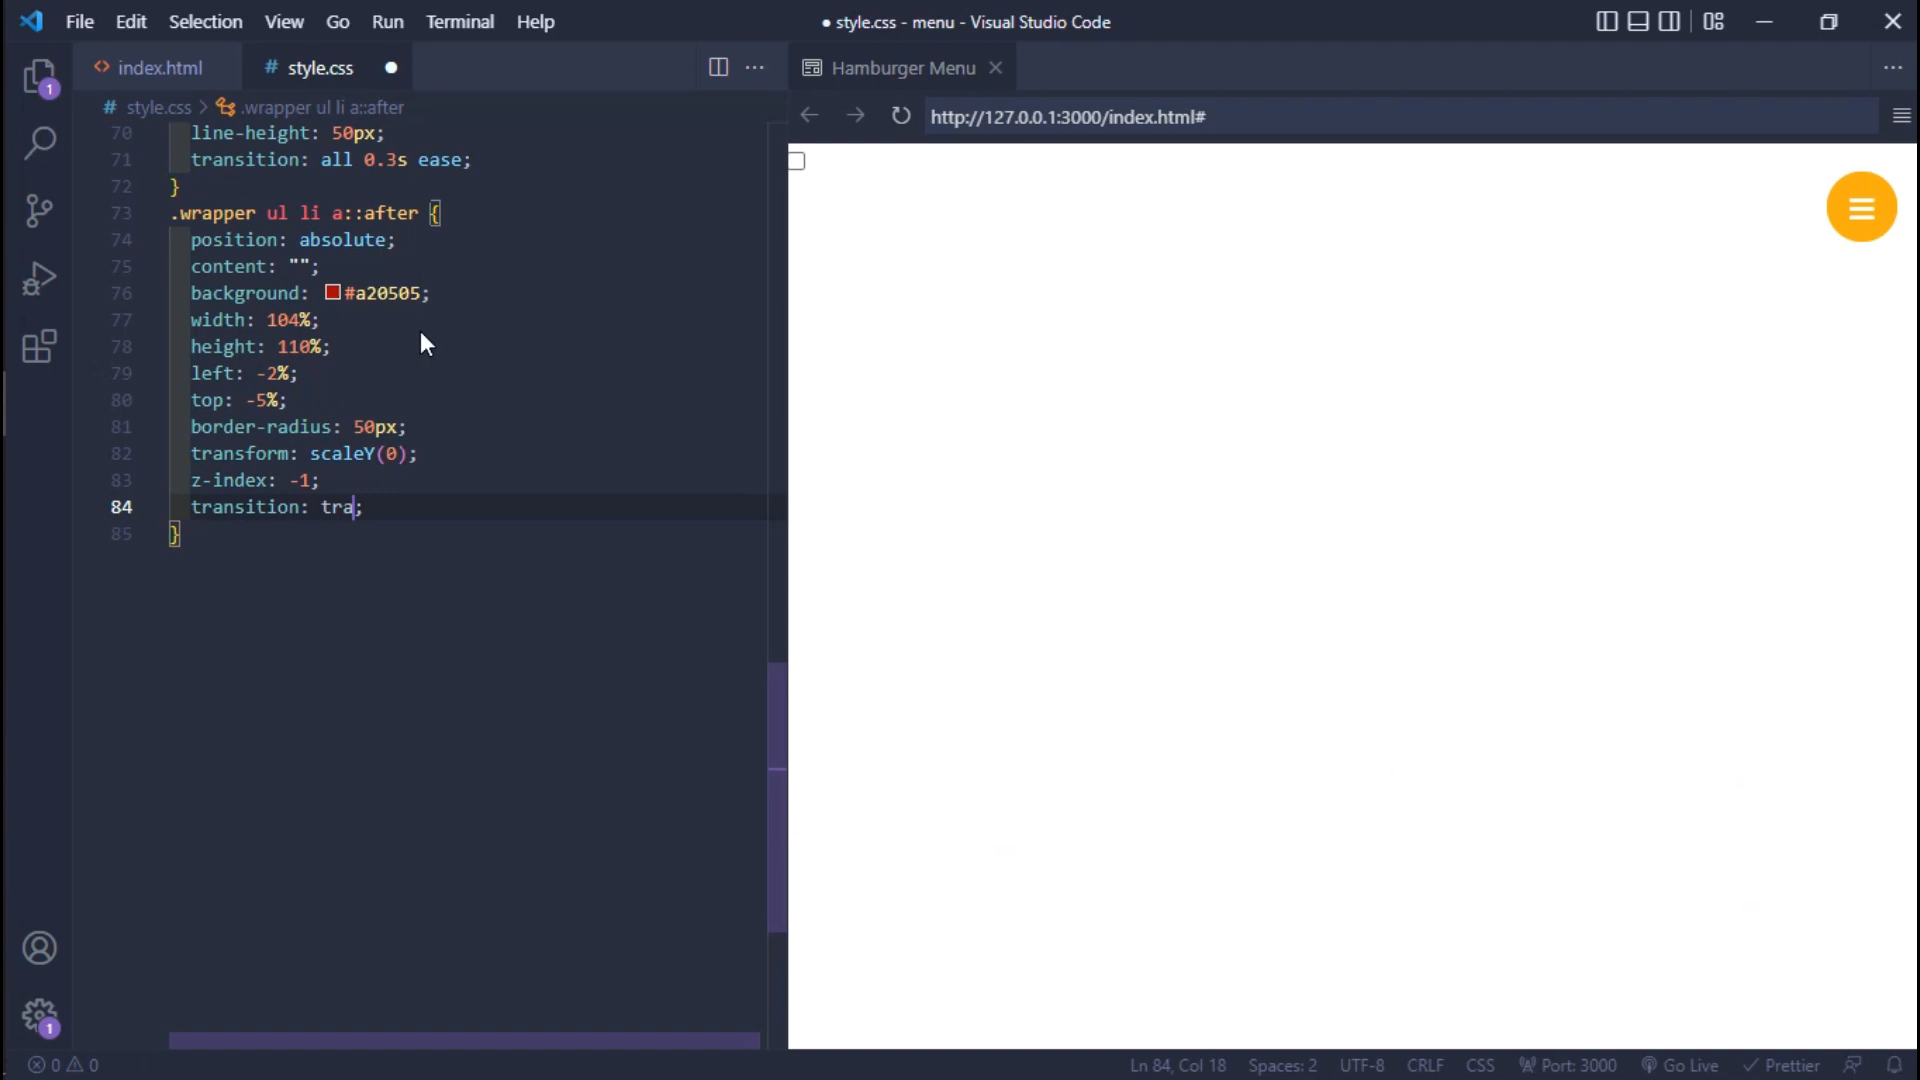 File Edit Selection View Go Run Terminal Help
● style.css - menu - Visual Studio Code
index.html
# style.css ●
Hamburger Menu
# style.css > .wrapper ul li a::after
http://127.0.0.1:3000/index.html#
70 line-height: 50px;
71 transition: all 0.3s ease;
72 }
73 .wrapper ul li a::after {
74 position: absolute;
75 content: "";
76 background: #a20505;
77 width: 104%;
78 height: 110%;
79 left: -2%;
80 top: -5%;
81 border-radius: 50px;
82 transform: scaleY(0);
83 z-index: -1;
84 transition: tra;
85 }
1
1
0 0
Ln 84, Col 18 Spaces: 2 UTF-8 CRLF CSS Port: 3000 Go Live Prettier